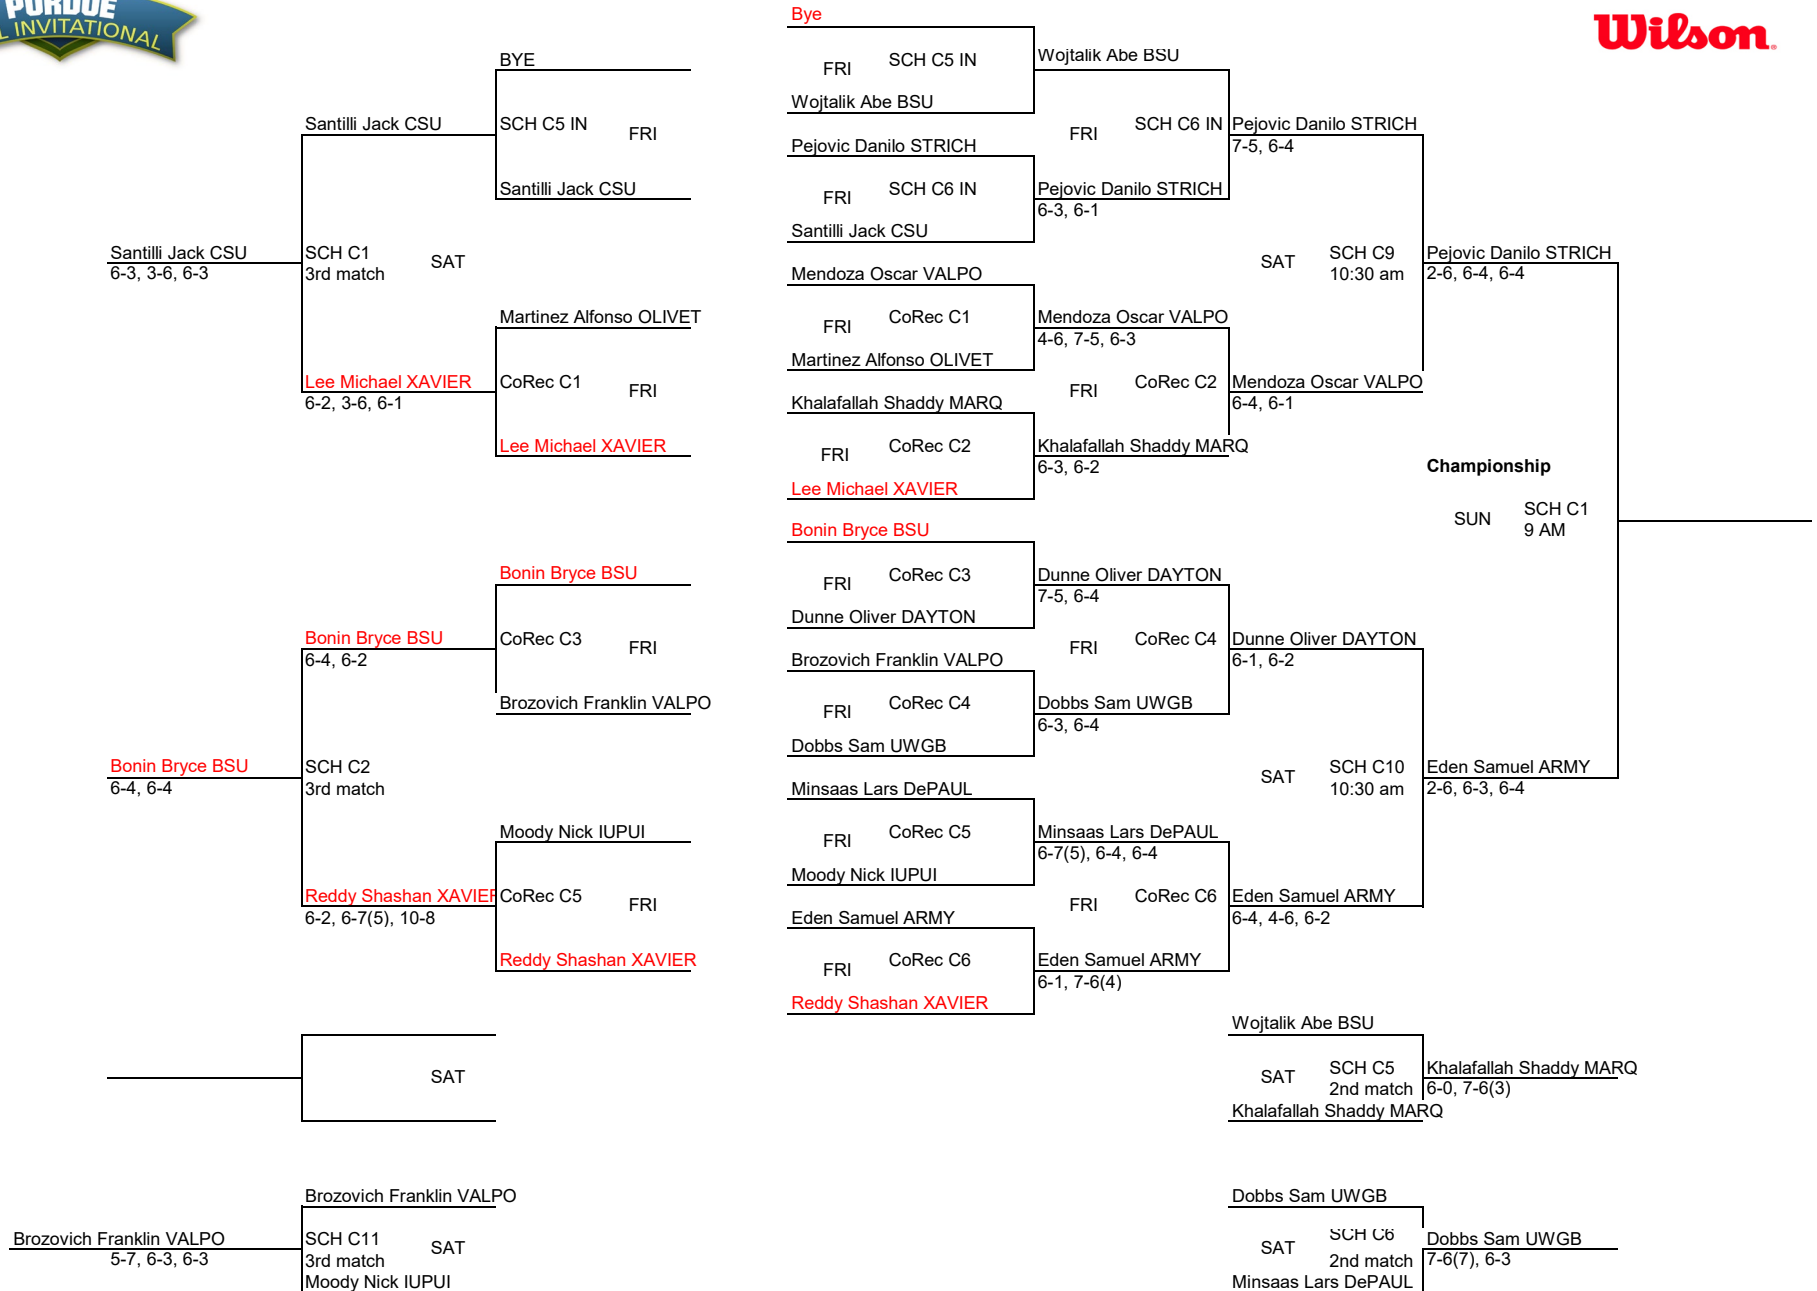 PURDUE
L INVITATIONAL
Wilson
Bye
BYE
SCH C5 IN
FRI
Wojtalik Abe BSU
Wojtalik Abe BSU
Santilli Jack CSU
SCH C5 IN
FRI
Pejovic Danilo STRICH
FRI
SCH C6 IN
Pejovic Danilo STRICH
7-5, 6-4
Santilli Jack CSU
FRI
SCH C6 IN
Pejovic Danilo STRICH
6-3, 6-1
Santilli Jack CSU
Santilli Jack CSU
6-3, 3-6, 6-3
SCH C1
3rd match
SAT
SAT
SCH C9
10:30 am
Pejovic Danilo STRICH
2-6, 6-4, 6-4
Mendoza Oscar VALPO
Martinez Alfonso OLIVET
FRI
CoRec C1
Mendoza Oscar VALPO
4-6, 7-5, 6-3
Martinez Alfonso OLIVET
Lee Michael XAVIER
6-2, 3-6, 6-1
CoRec C1
FRI
Khalafallah Shaddy MARQ
FRI
CoRec C2
Mendoza Oscar VALPO
6-4, 6-1
Lee Michael XAVIER
FRI
CoRec C2
Khalafallah Shaddy MARQ
6-3, 6-2
Lee Michael XAVIER
Championship
SUN
SCH C1
9 AM
Bonin Bryce BSU
Bonin Bryce BSU
FRI
CoRec C3
Dunne Oliver DAYTON
7-5, 6-4
Dunne Oliver DAYTON
Bonin Bryce BSU
6-4, 6-2
CoRec C3
FRI
Brozovich Franklin VALPO
FRI
CoRec C4
Dunne Oliver DAYTON
6-1, 6-2
Brozovich Franklin VALPO
FRI
CoRec C4
Dobbs Sam UWGB
6-3, 6-4
Dobbs Sam UWGB
Bonin Bryce BSU
6-4, 6-4
SCH C2
3rd match
SAT
SCH C10
10:30 am
Eden Samuel ARMY
2-6, 6-3, 6-4
Minsaas Lars DePAUL
Moody Nick IUPUI
FRI
CoRec C5
Minsaas Lars DePAUL
6-7(5), 6-4, 6-4
Moody Nick IUPUI
Reddy Shashan XAVIER
6-2, 6-7(5), 10-8
CoRec C5
FRI
Eden Samuel ARMY
FRI
CoRec C6
Eden Samuel ARMY
6-4, 4-6, 6-2
Reddy Shashan XAVIER
FRI
CoRec C6
Eden Samuel ARMY
6-1, 7-6(4)
Reddy Shashan XAVIER
Wojtalik Abe BSU
SAT
SAT
SCH C5
2nd match
Khalafallah Shaddy MARQ
6-0, 7-6(3)
Khalafallah Shaddy MARQ
Brozovich Franklin VALPO
Dobbs Sam UWGB
Brozovich Franklin VALPO
5-7, 6-3, 6-3
SCH C11
3rd match
SAT
Moody Nick IUPUI
SAT
SCH C6
2nd match
Dobbs Sam UWGB
7-6(7), 6-3
Minsaas Lars DePAUL